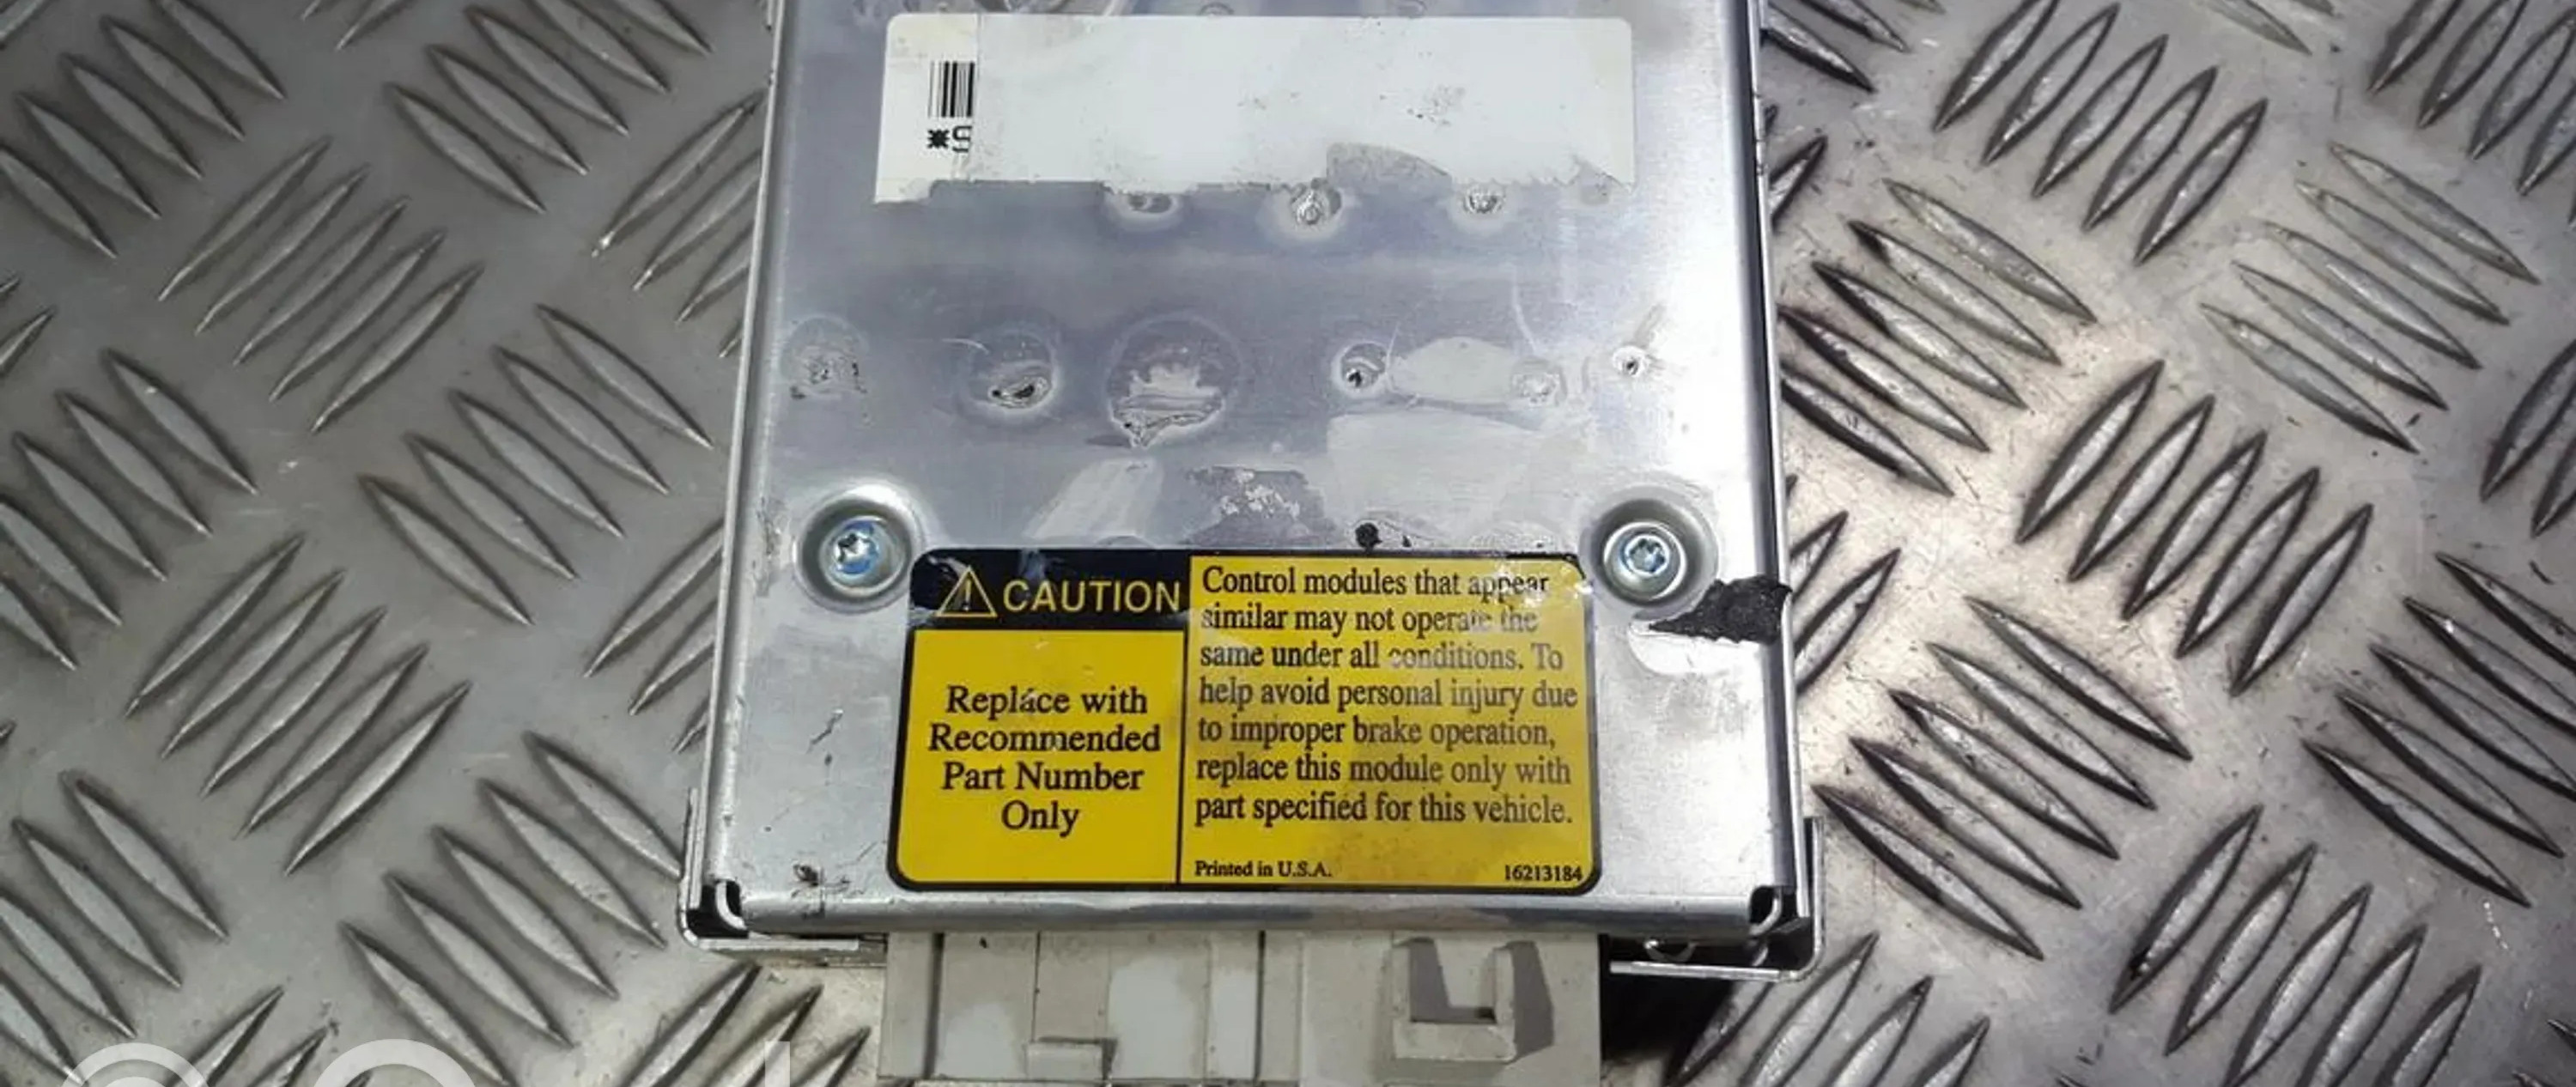 *S
CAUTION
Replace with
Recommended
Part Number
Only
Control modules that appear
similar may not operate the
same under all conditions. To
help avoid personal injury due
to improper brake operation,
replace this module only with
part specified for this vehicle.
Printed in U.S.A.
16213184